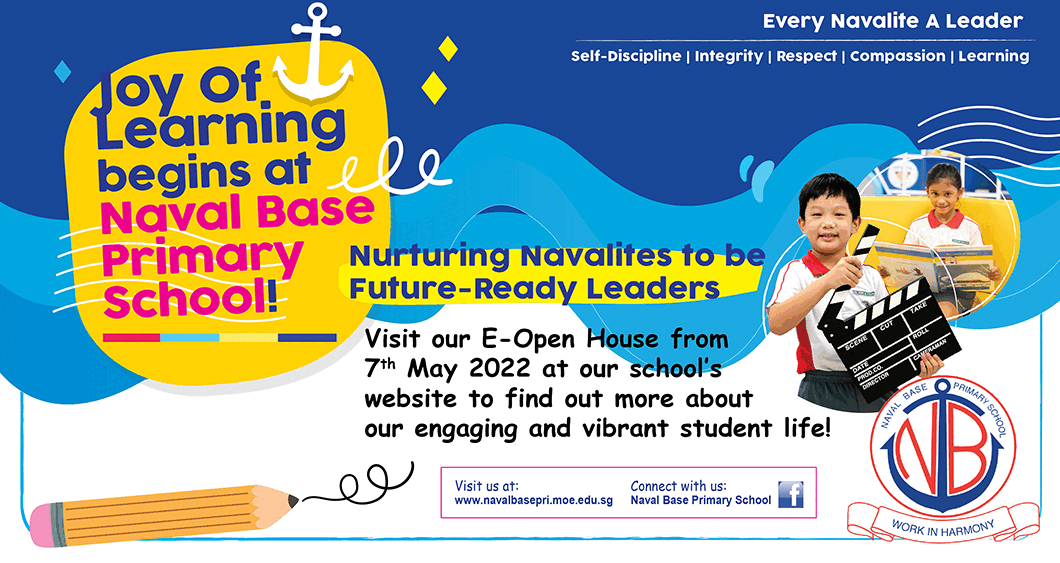 Every Navalite A Leader
Self-Discipline | Integrity | Respect | Compassion | Learning
Joy Of
Learning
begins at
Naval Base
Primary
School!
Nurturing Navalites to be
Future-Ready Leaders
Visit our E-Open House from
7th May 2022 at our school's
website to find out more about
our engaging and vibrant student life!
Visit us at:
www.navalbasepri.moe.edu.sg
Connect with us:
Naval Base Primary School
f
SCENE CUT TAKE
DATE ROLL
PROD.CO. CAMERAMAN
DIRECTOR
NAVAL BASE PRIMARY SCHOOL
NB
WORK IN HARMONY